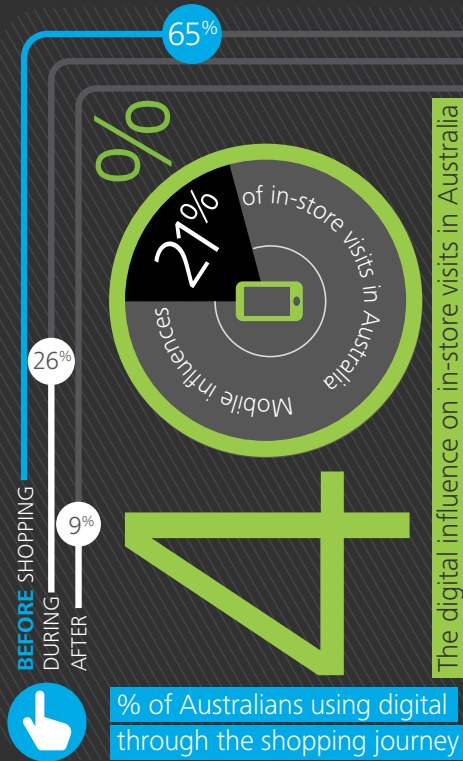 65%
26%
9%
BEFORE SHOPPING
DURING
AFTER
% of Australians using digital
through the shopping journey
4
%
21%
Mobile influences
of in-store visits in Australia
The digital influence on in-store visits in Australia